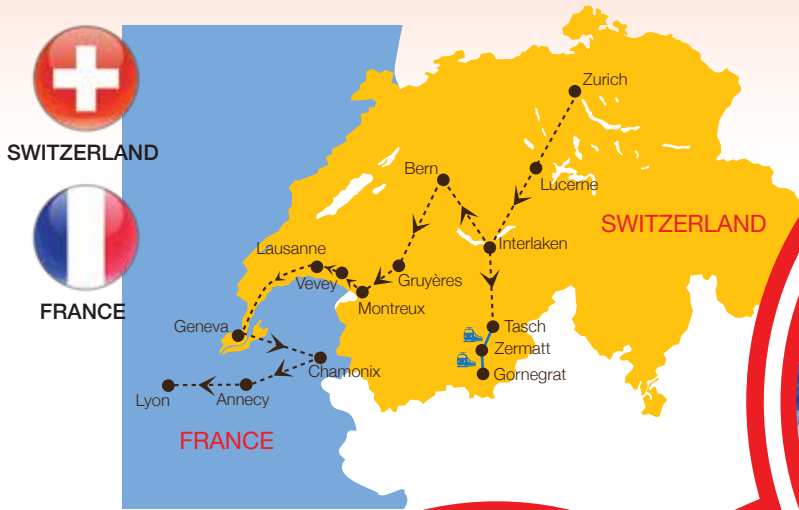 SWITZERLAND
FRANCE
Zurich
Bern
Lucerne
SWITZERLAND
Interlaken
Lausanne
Vevey
Gruyères
Montreux
Geneva
Tasch
Zermatt
Chamonix
Gornegrat
Lyon
Annecy
FRANCE